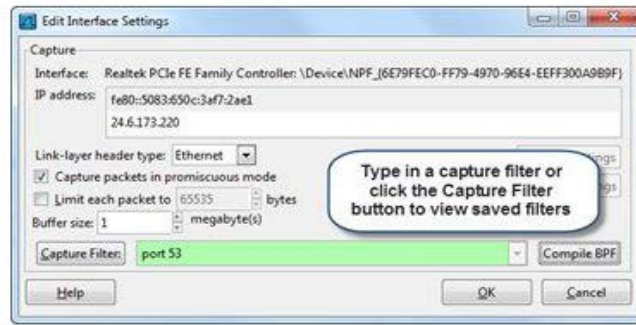 Edit Interface Settings
Capture
Interface: Realtek PCIe FE Family Controller: \Device\NPF_{6E79FEC0-FF79-4970-96E4-EEFF300A9B9F}
IP address: fe80::5083:650c:3af7:2ae1
24.6.173.220
Link-layer header type: Ethernet
Capture packets in promiscuous mode
Limit each packet to 65535 bytes
Buffer size: 1 megabyte(s)
Type in a capture filter or
click the Capture Filter
button to view saved filters
Capture Filter: port 53 Compile BPF
Help OK Cancel